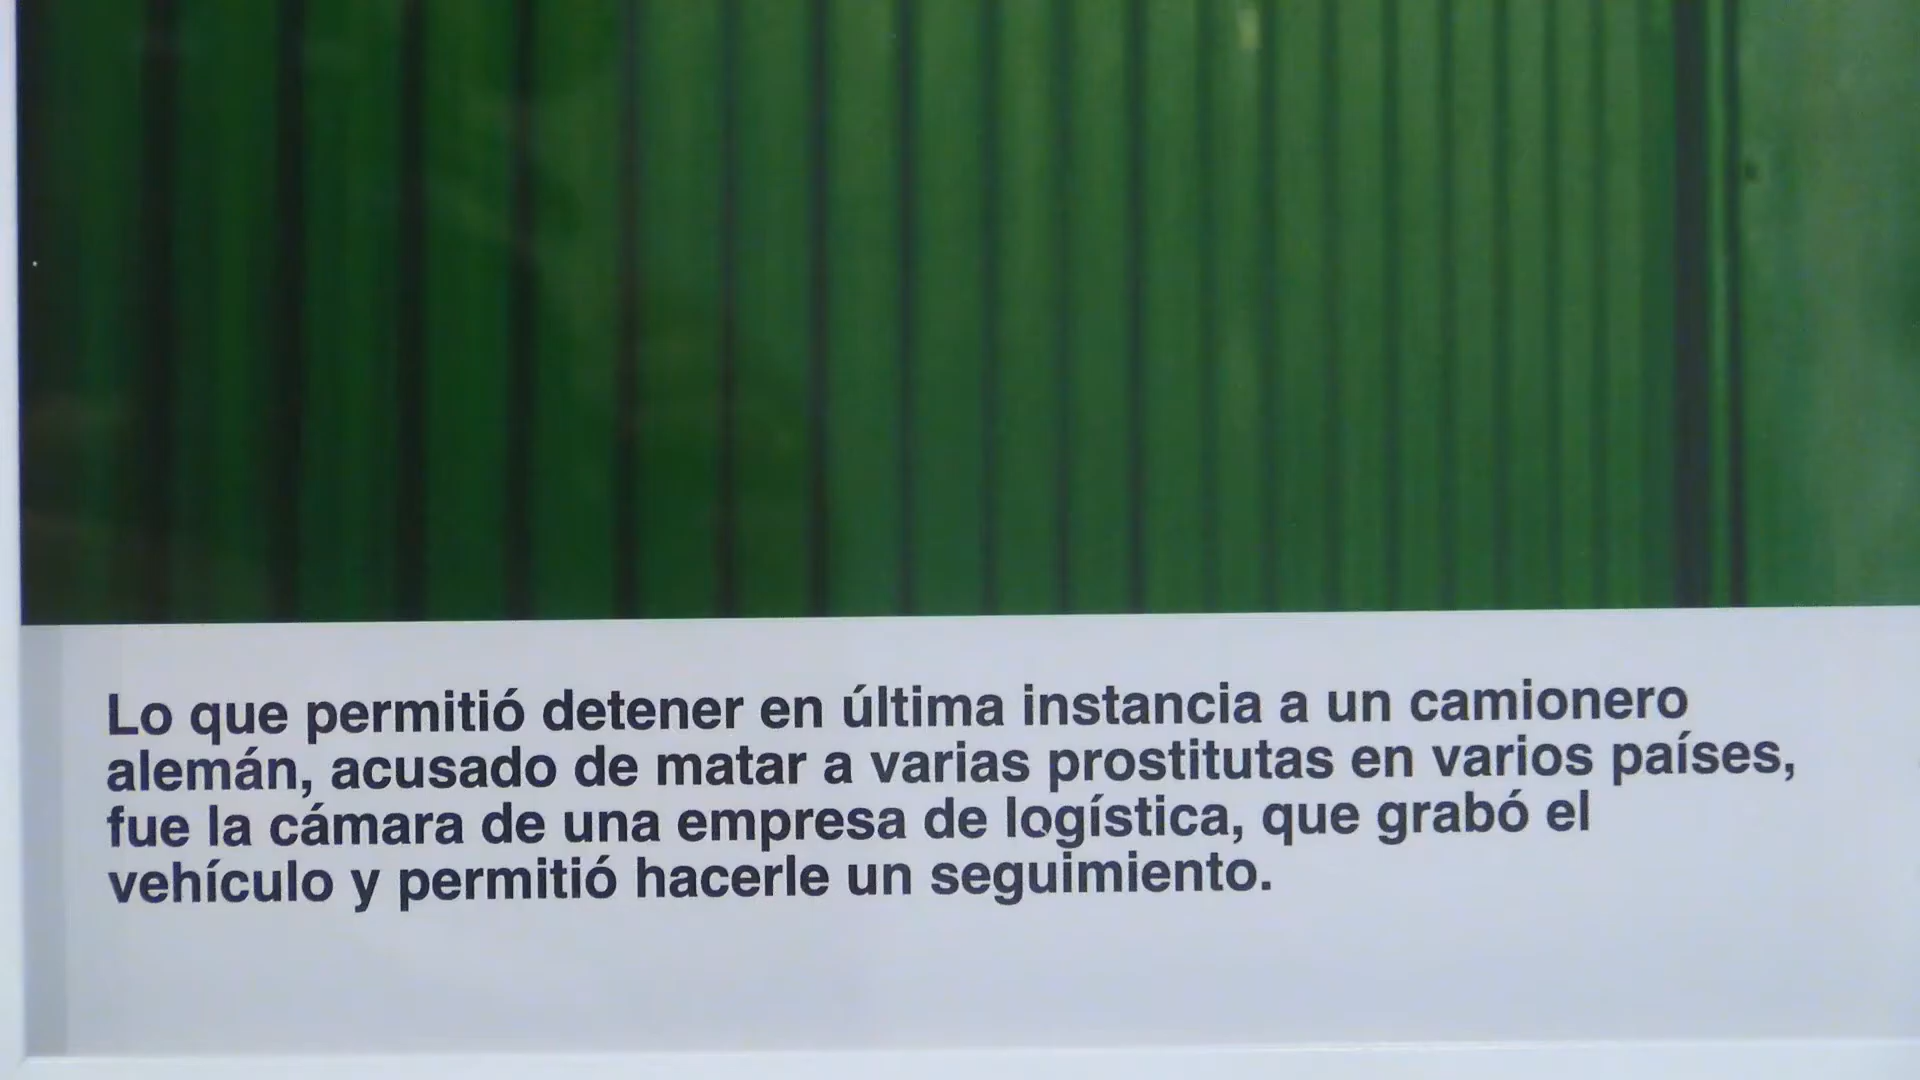 Lo que permitió detener en última instancia a un camionero
alemán, acusado de matar a varias prostitutas en varios países,
fue la cámara de una empresa de logística, que grabó el
vehículo y permitió hacerle un seguimiento.